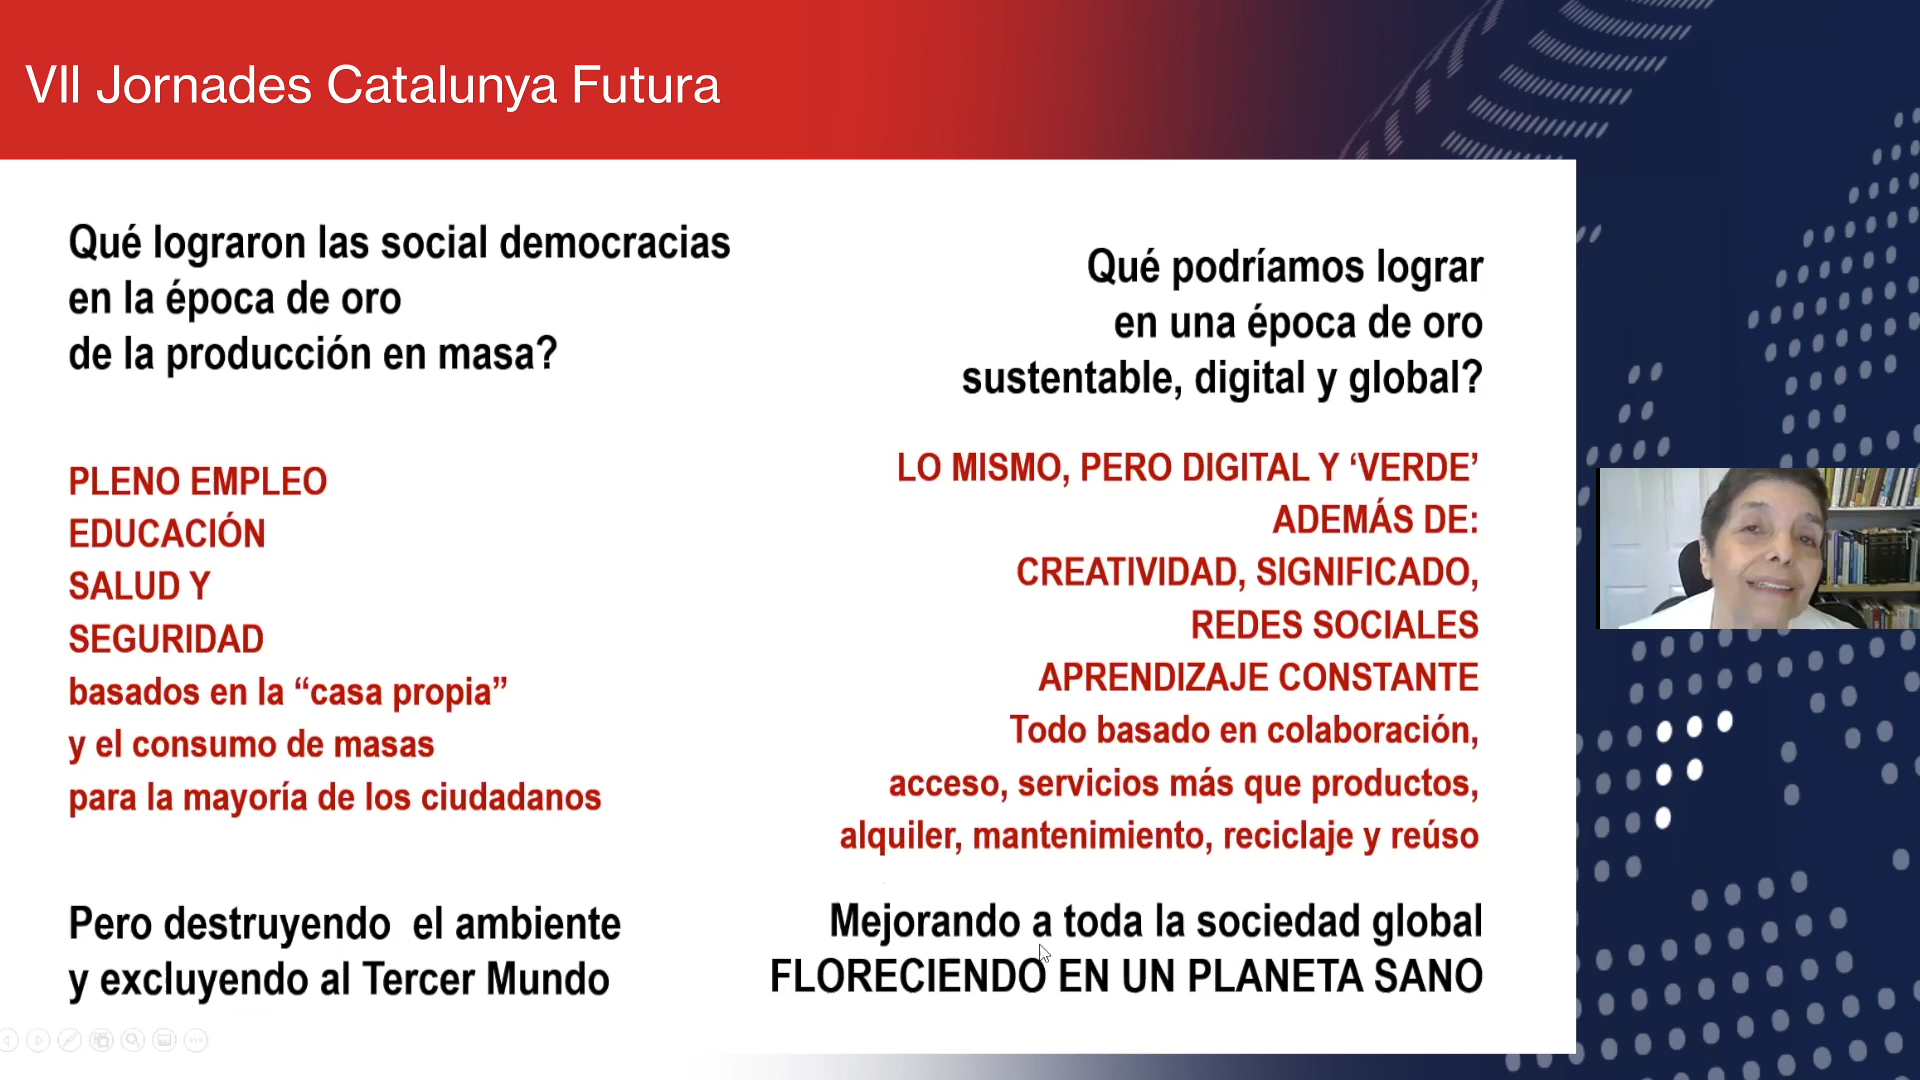 VII Jornades Catalunya Futura
Qué lograron las social democracias
en la época de oro
de la producción en masa?
PLENO EMPLEO
EDUCACIÓN
SALUD Y
SEGURIDAD
basados en la “casa propia”
y el consumo de masas
para la mayoría de los ciudadanos
Pero destruyendo el ambiente
y excluyendo al Tercer Mundo
Qué podríamos lograr
en una época de oro
sustentable, digital y global?
LO MISMO, PERO DIGITAL Y ‘VERDE’
ADEMÁS DE:
CREATIVIDAD, SIGNIFICADO,
REDES SOCIALES
APRENDIZAJE CONSTANTE
Todo basado en colaboración,
acceso, servicios más que productos,
alquiler, mantenimiento, reciclaje y reúso
Mejorando a toda la sociedad global
FLORECIENDO EN UN PLANETA SANO